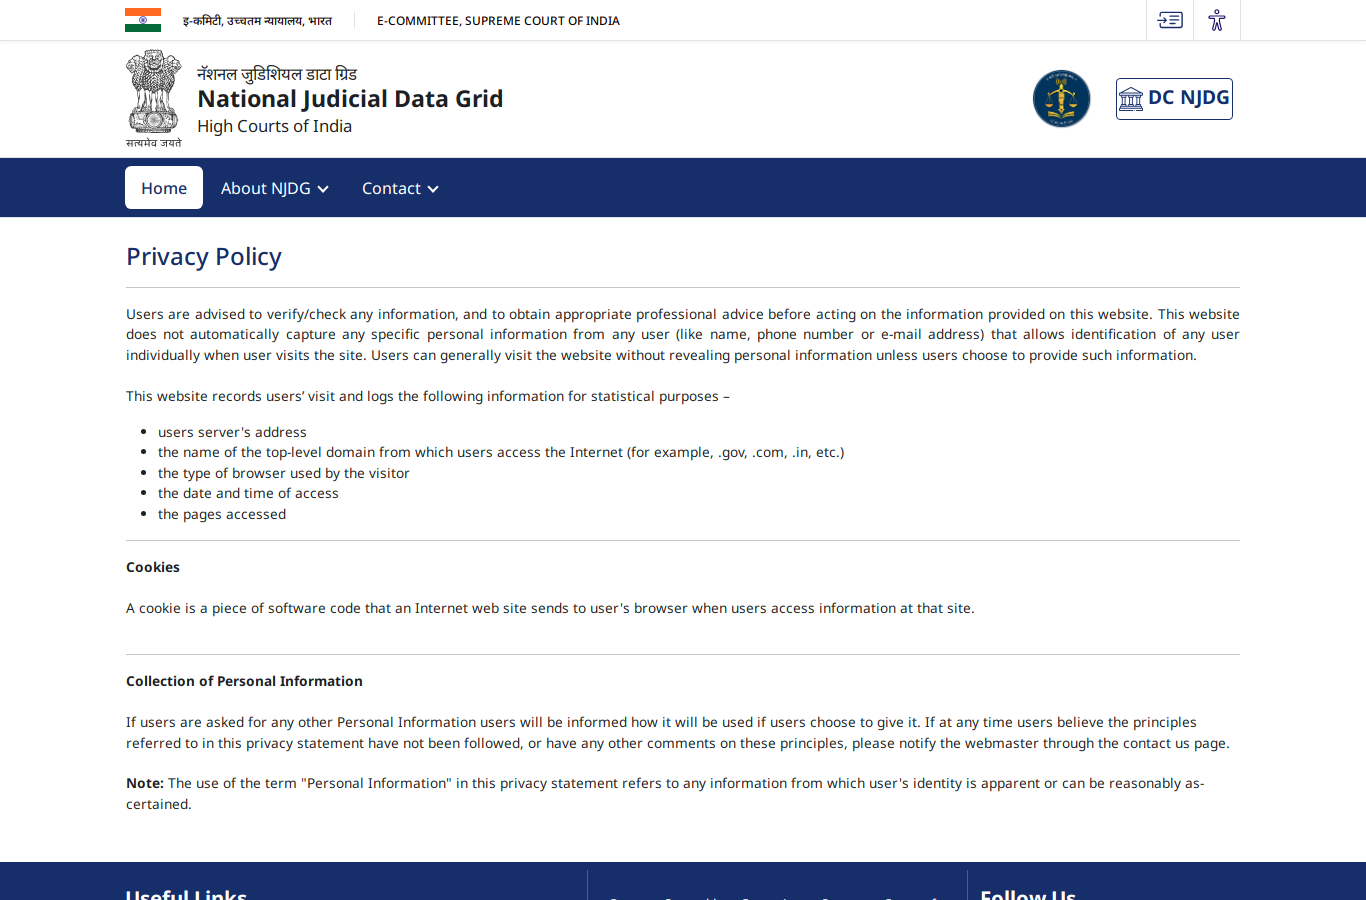 इ-कमिटी, उच्चतम न्यायालय, भारत
E-COMMITTEE, SUPREME COURT OF INDIA
नॅशनल जुडिशियल डाटा ग्रिड
National Judicial Data Grid
High Courts of India
सत्यमेव जयते
DC NJDG
Home
About NJDG
Contact
Privacy Policy
Users are advised to verify/check any information, and to obtain appropriate professional advice before acting on the information provided on this website. This website
does not automatically capture any specific personal information from any user (like name, phone number or e-mail address) that allows identification of any user
individually when user visits the site. Users can generally visit the website without revealing personal information unless users choose to provide such information.
This website records users’ visit and logs the following information for statistical purposes –
• users server's address
• the name of the top-level domain from which users access the Internet (for example, .gov, .com, .in, etc.)
• the type of browser used by the visitor
• the date and time of access
• the pages accessed
Cookies
A cookie is a piece of software code that an Internet web site sends to user's browser when users access information at that site.
Collection of Personal Information
If users are asked for any other Personal Information users will be informed how it will be used if users choose to give it. If at any time users believe the principles
referred to in this privacy statement have not been followed, or have any other comments on these principles, please notify the webmaster through the contact us page.
Note: The use of the term "Personal Information" in this privacy statement refers to any information from which user's identity is apparent or can be reasonably as-
certained.
Useful Links
Follow Us